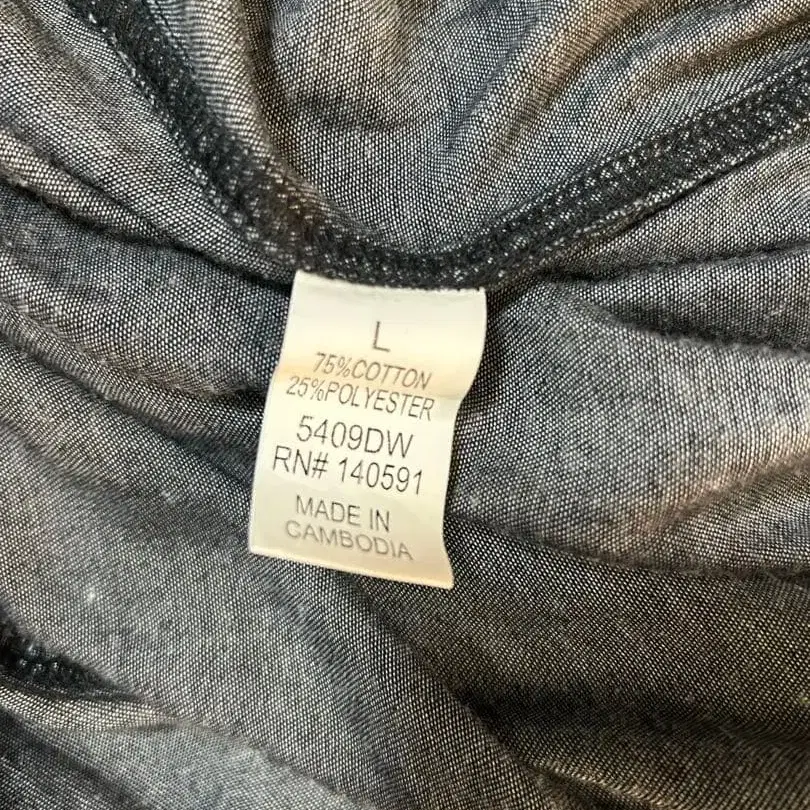 L
75%COTTON
25%POLYESTER
5409DW
RN# 140591
MADE IN
CAMBODIA